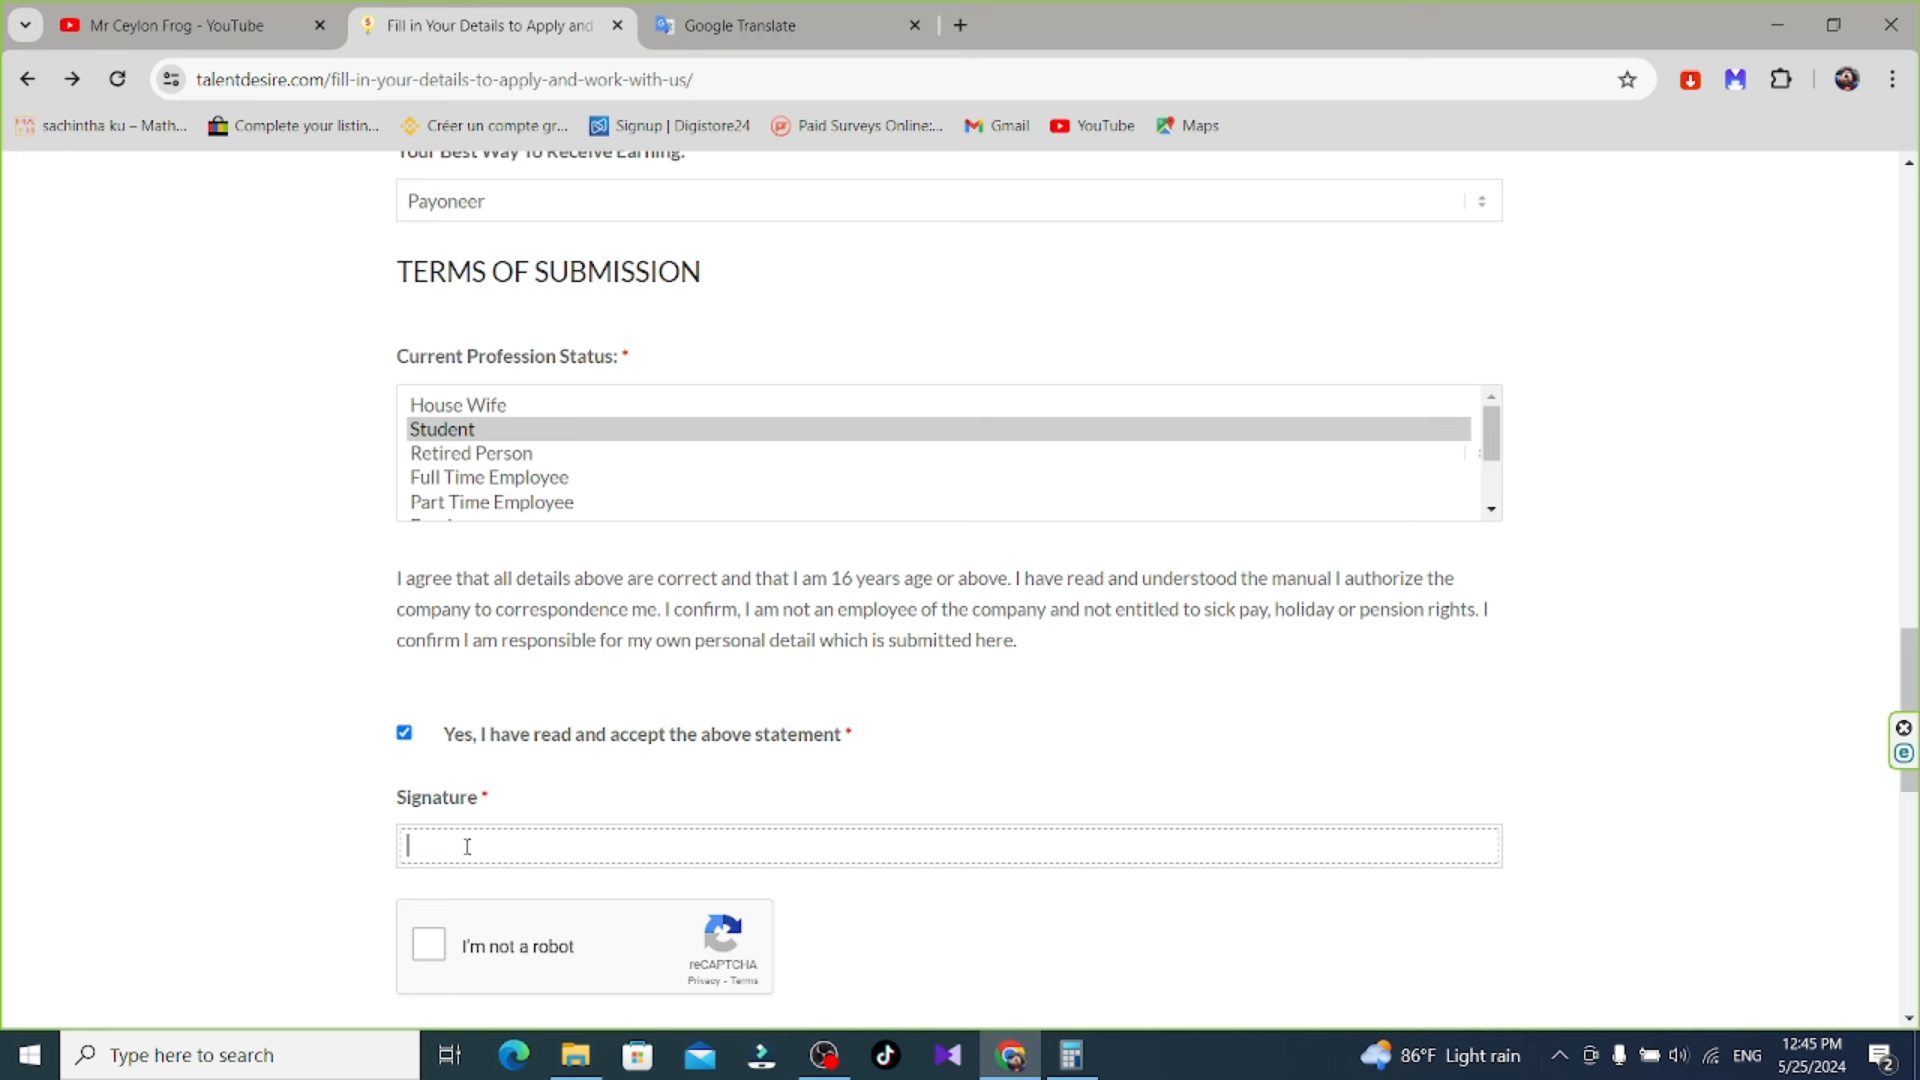 Mr Ceylon Frog - YouTube
Fill in Your Details to Apply and
Google Translate
talentdesire.com/fill-in-your-details-to-apply-and-work-with-us/
sachintha ku – Math...
Complete your listin...
Créer un compte gr...
Signup | Digistore24
Paid Surveys Online:...
Gmail
YouTube
Maps
Your Best Way To Receive Earning:
Payoneer
TERMS OF SUBMISSION
Current Profession Status: *
House Wife
Student
Retired Person
Full Time Employee
Part Time Employee
I agree that all details above are correct and that I am 16 years age or above. I have read and understood the manual I authorize the
company to correspondence me. I confirm, I am not an employee of the company and not entitled to sick pay, holiday or pension rights. I
confirm I am responsible for my own personal detail which is submitted here.
Yes, I have read and accept the above statement *
Signature *
I'm not a robot
reCAPTCHA
Privacy - Terms
Type here to search
86°F Light rain
ENG
12:45 PM
5/25/2024
2